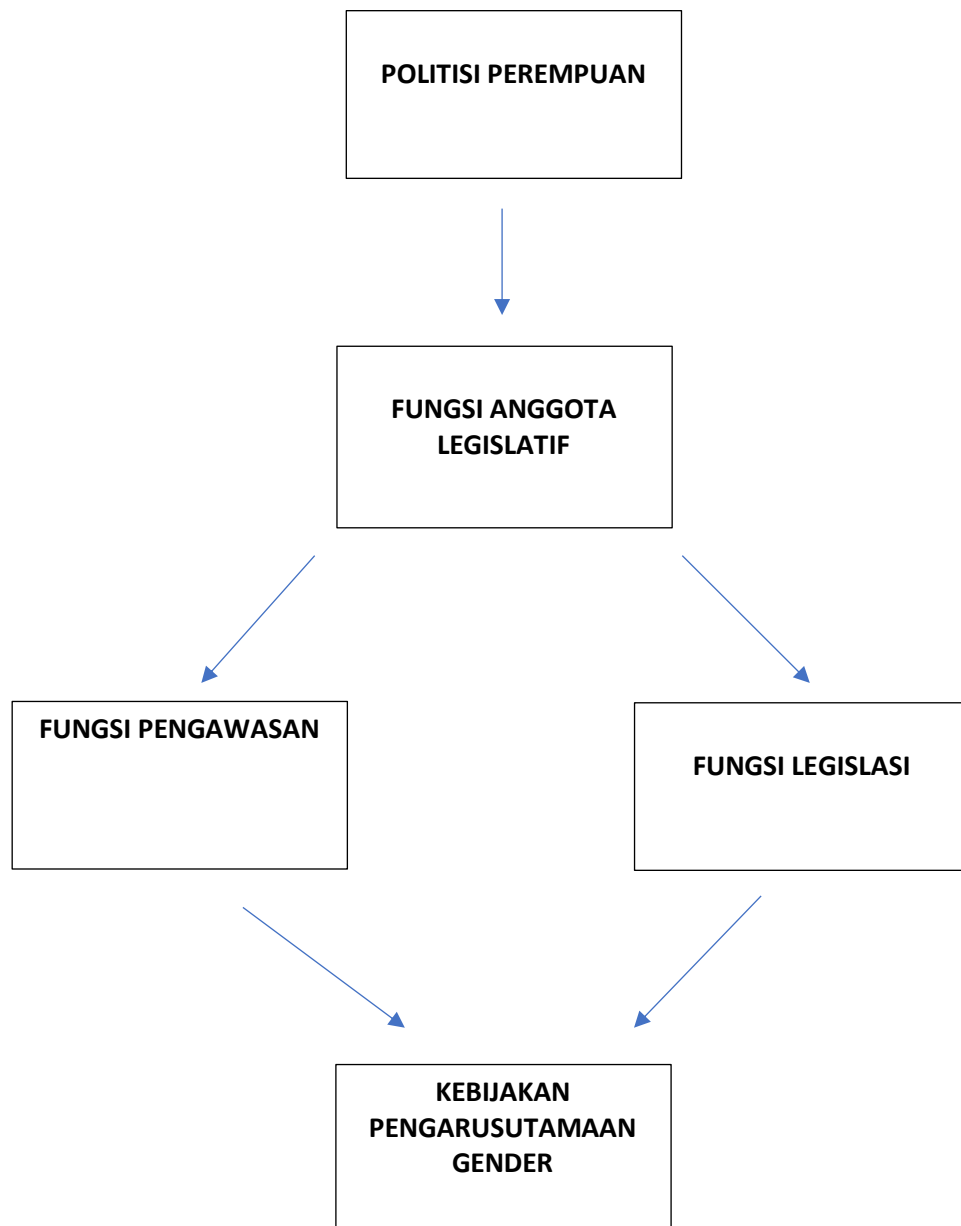 POLITISI PEREMPUAN
FUNGSI ANGGOTA
LEGISLATIF
FUNGSI PENGAWASAN
FUNGSI LEGISLASI
KEBIJAKAN
PENGARUSUTAMAAN
GENDER